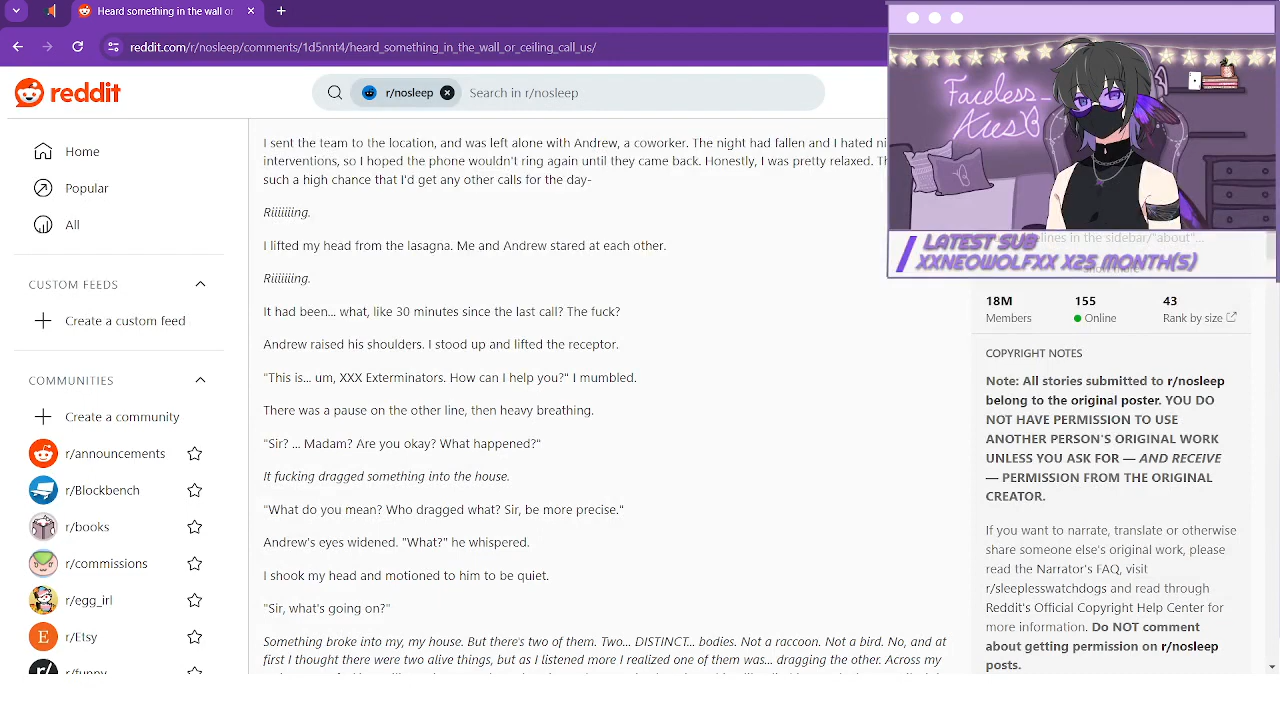 Heard something in the wall or
reddit.com/r/nosleep/comments/1d5nnt4/heard_something_in_the_wall_or_ceiling_call_us/
reddit
r/nosleep
Search in r/nosleep
Home
Popular
All
CUSTOM FEEDS
Create a custom feed
COMMUNITIES
Create a community
r/announcements
r/Blockbench
r/books
r/commissions
r/egg_irl
r/Etsy
r/funny
I sent the team to the location, and was left alone with Andrew, a coworker. The night had fallen and I hated
interventions, so I hoped the phone wouldn't ring again until they came back. Honestly, I was pretty relaxed.
such a high chance that I'd get any other calls for the day-
Riiiiiiing.
I lifted my head from the lasagna. Me and Andrew stared at each other.
Riiiiiiing.
It had been... what, like 30 minutes since the last call? The fuck?
Andrew raised his shoulders. I stood up and lifted the receptor.
"This is... um, XXX Exterminators. How can I help you?" I mumbled.
There was a pause on the other line, then heavy breathing.
"Sir? ... Madam? Are you okay? What happened?"
It fucking dragged something into the house.
"What do you mean? Who dragged what? Sir, be more precise."
Andrew's eyes widened. "What?" he whispered.
I shook my head and motioned to him to be quiet.
"Sir, what's going on?"
Something broke into my, my house. But there's two of them. Two... DISTINCT... bodies. Not a raccoon. Not a bird. No, and at
first I thought there were two alive things, but as I listened more I realized one of them was... dragging the other. Across my
Faceless_
LATEST SUB
XXNEOWOLFXX X25 MONTH(S)
in the sidebar/"about"...
show more
18M
Members
155
Online
43
Rank by size
COPYRIGHT NOTES
Note: All stories submitted to r/nosleep
belong to the original poster. YOU DO
NOT HAVE PERMISSION TO USE
ANOTHER PERSON'S ORIGINAL WORK
UNLESS YOU ASK FOR — AND RECEIVE
— PERMISSION FROM THE ORIGINAL
CREATOR.
If you want to narrate, translate or otherwise
share someone else's original work, please
read the Narrator's FAQ, visit
r/sleeplesswatchdogs and read through
Reddit's Official Copyright Help Center for
more information. Do NOT comment
about getting permission on r/nosleep
posts.